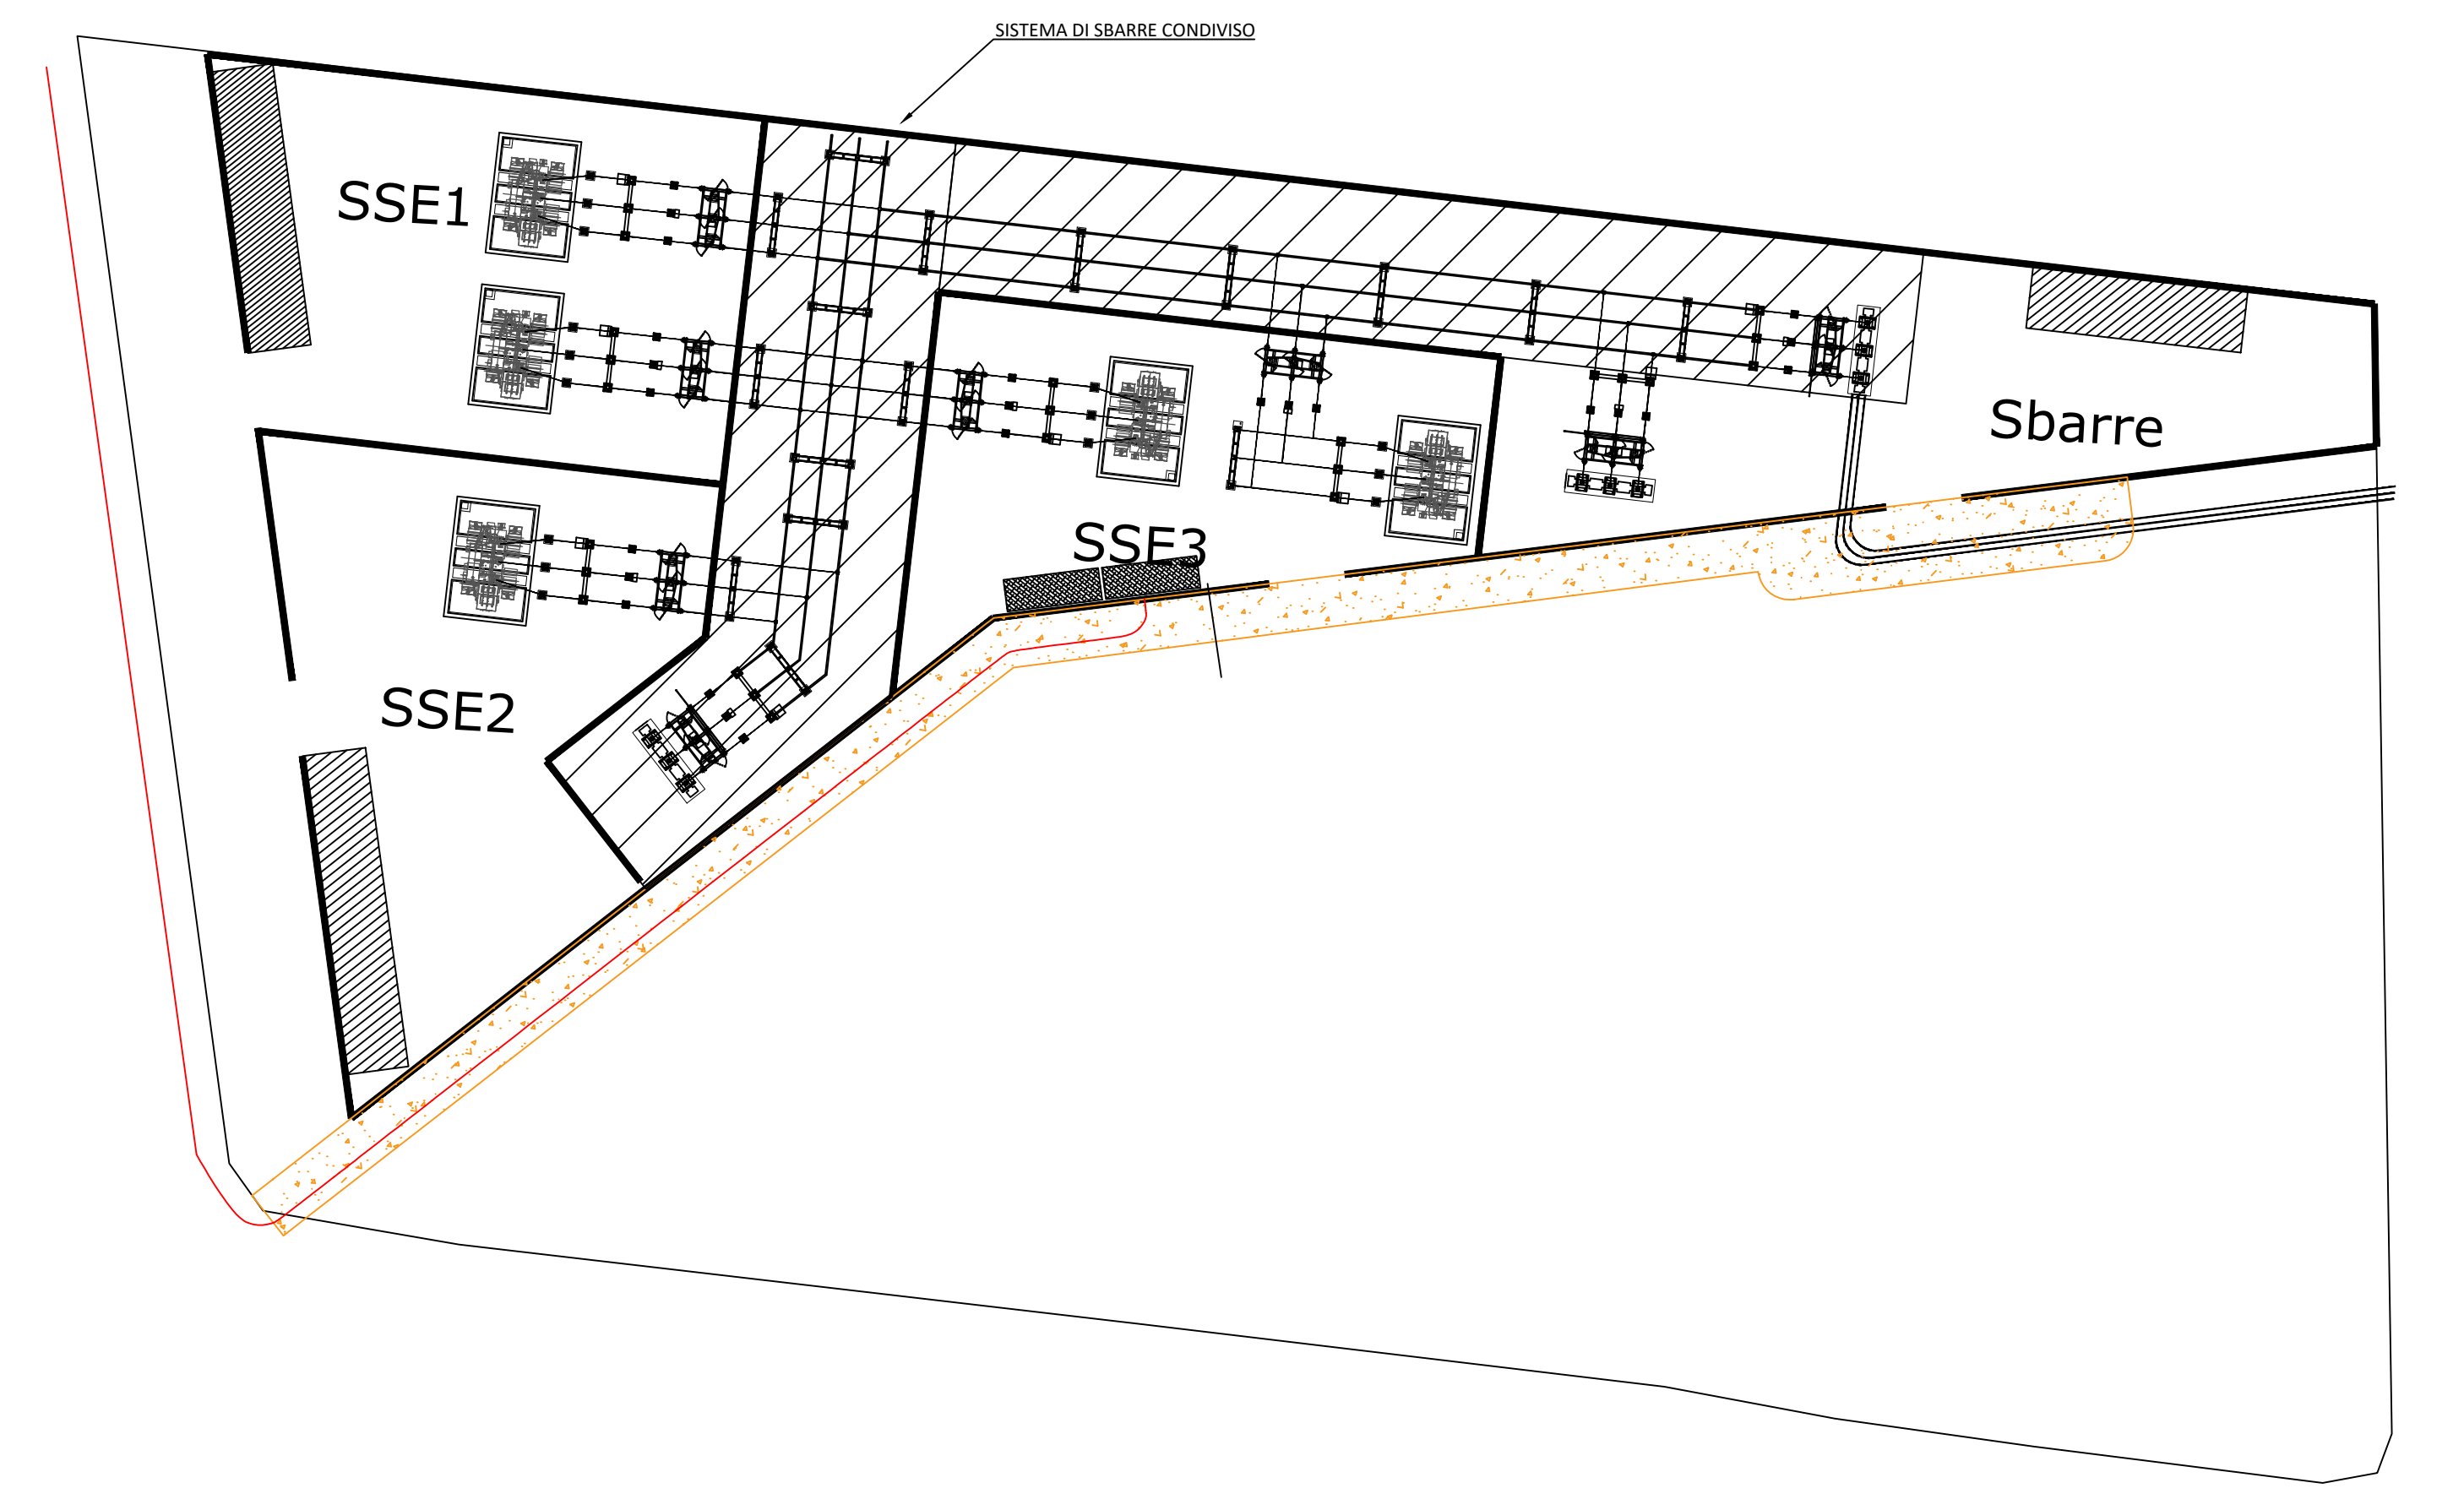 SISTEMA DI SBARRE CONDIVISO
SSE1
Sbarre
SSE3
SSE2